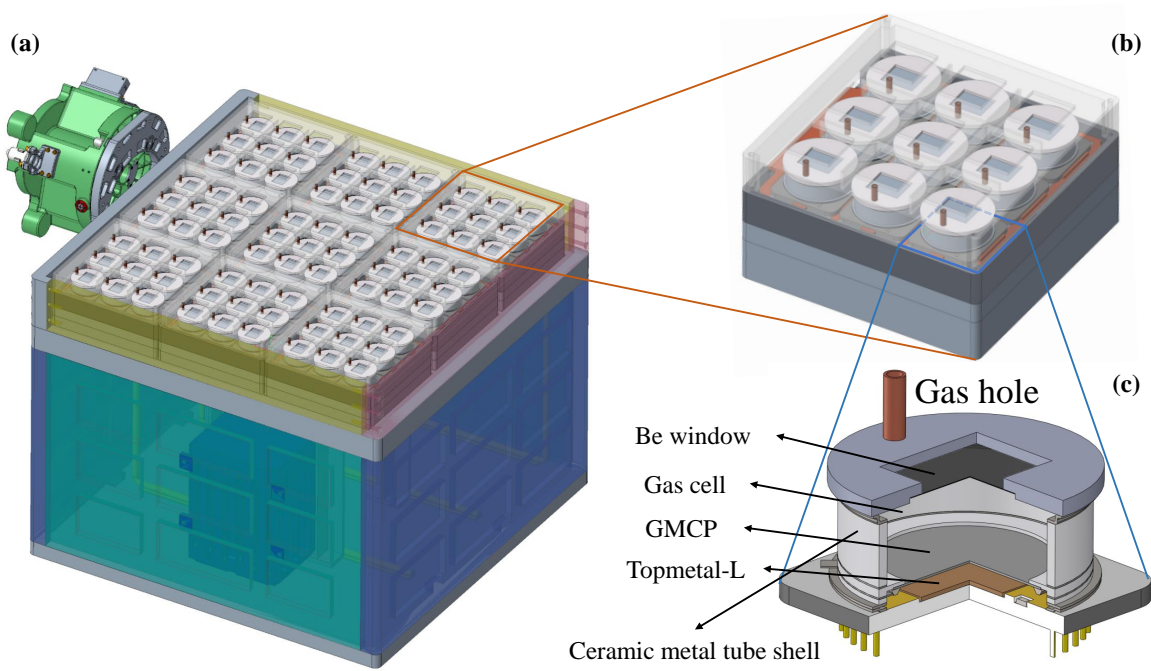 (a)
(b)
(c)
Gas hole
Be window
Gas cell
GMCP
Topmetal-L
Ceramic metal tube shell